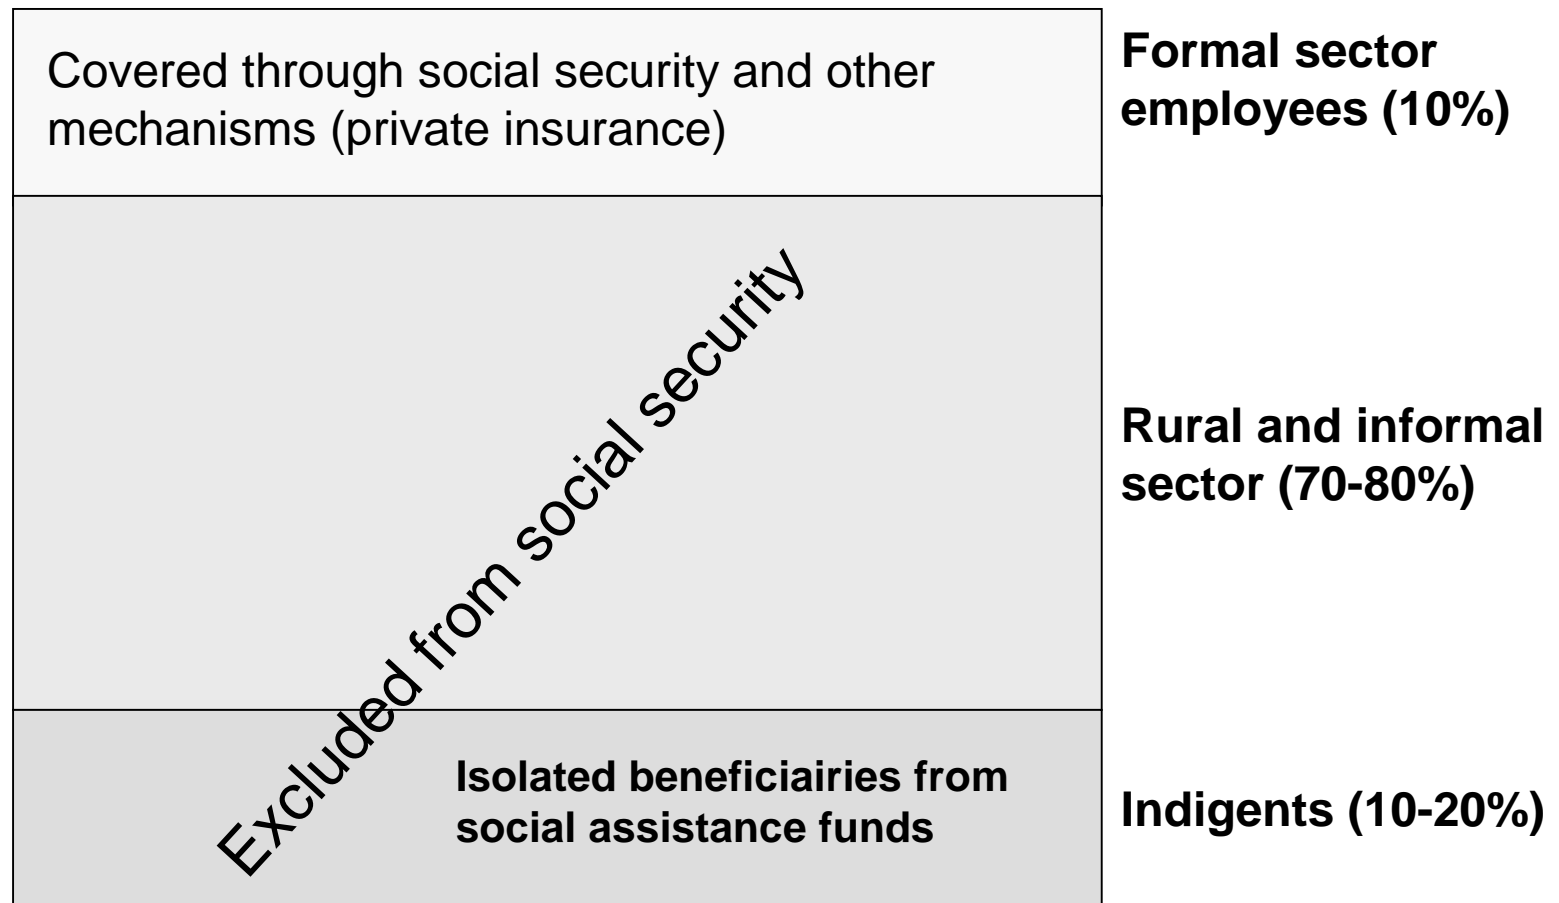 Covered through social security and other
mechanisms (private insurance)
Formal sector
employees (10%)
Excluded from social security
Rural and informal
sector (70-80%)
Isolated beneficiairies from
social assistance funds
Indigents (10-20%)